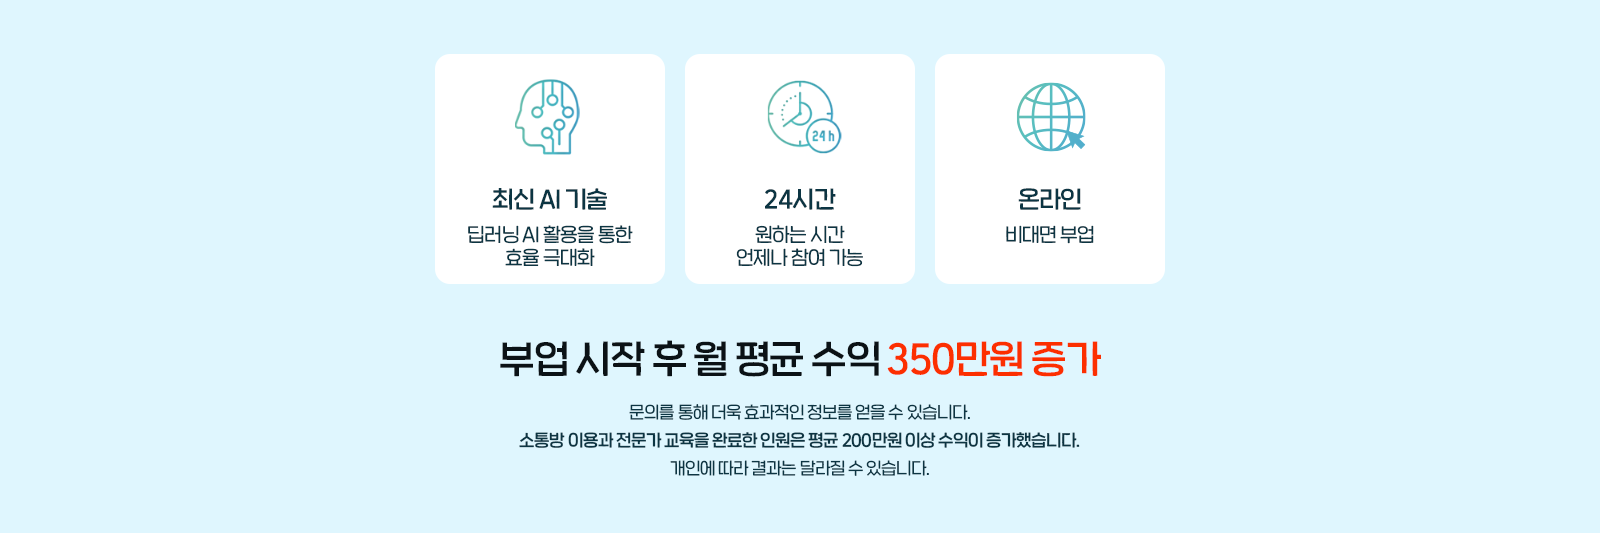 24h
최신 AI 기술
딥러닝 AI 활용을 통한
효율 극대화
24시간
원하는 시간
언제나 참여 가능
온라인
비대면 부업
부업 시작 후 월 평균 수익 350만원 증가
문의를 통해 더욱 효과적인 정보를 얻을 수 있습니다.
소통방 이용과 전문가 교육을 완료한 인원은 평균 200만원 이상 수익이 증가했습니다.
개인에 따라 결과는 달라질 수 있습니다.